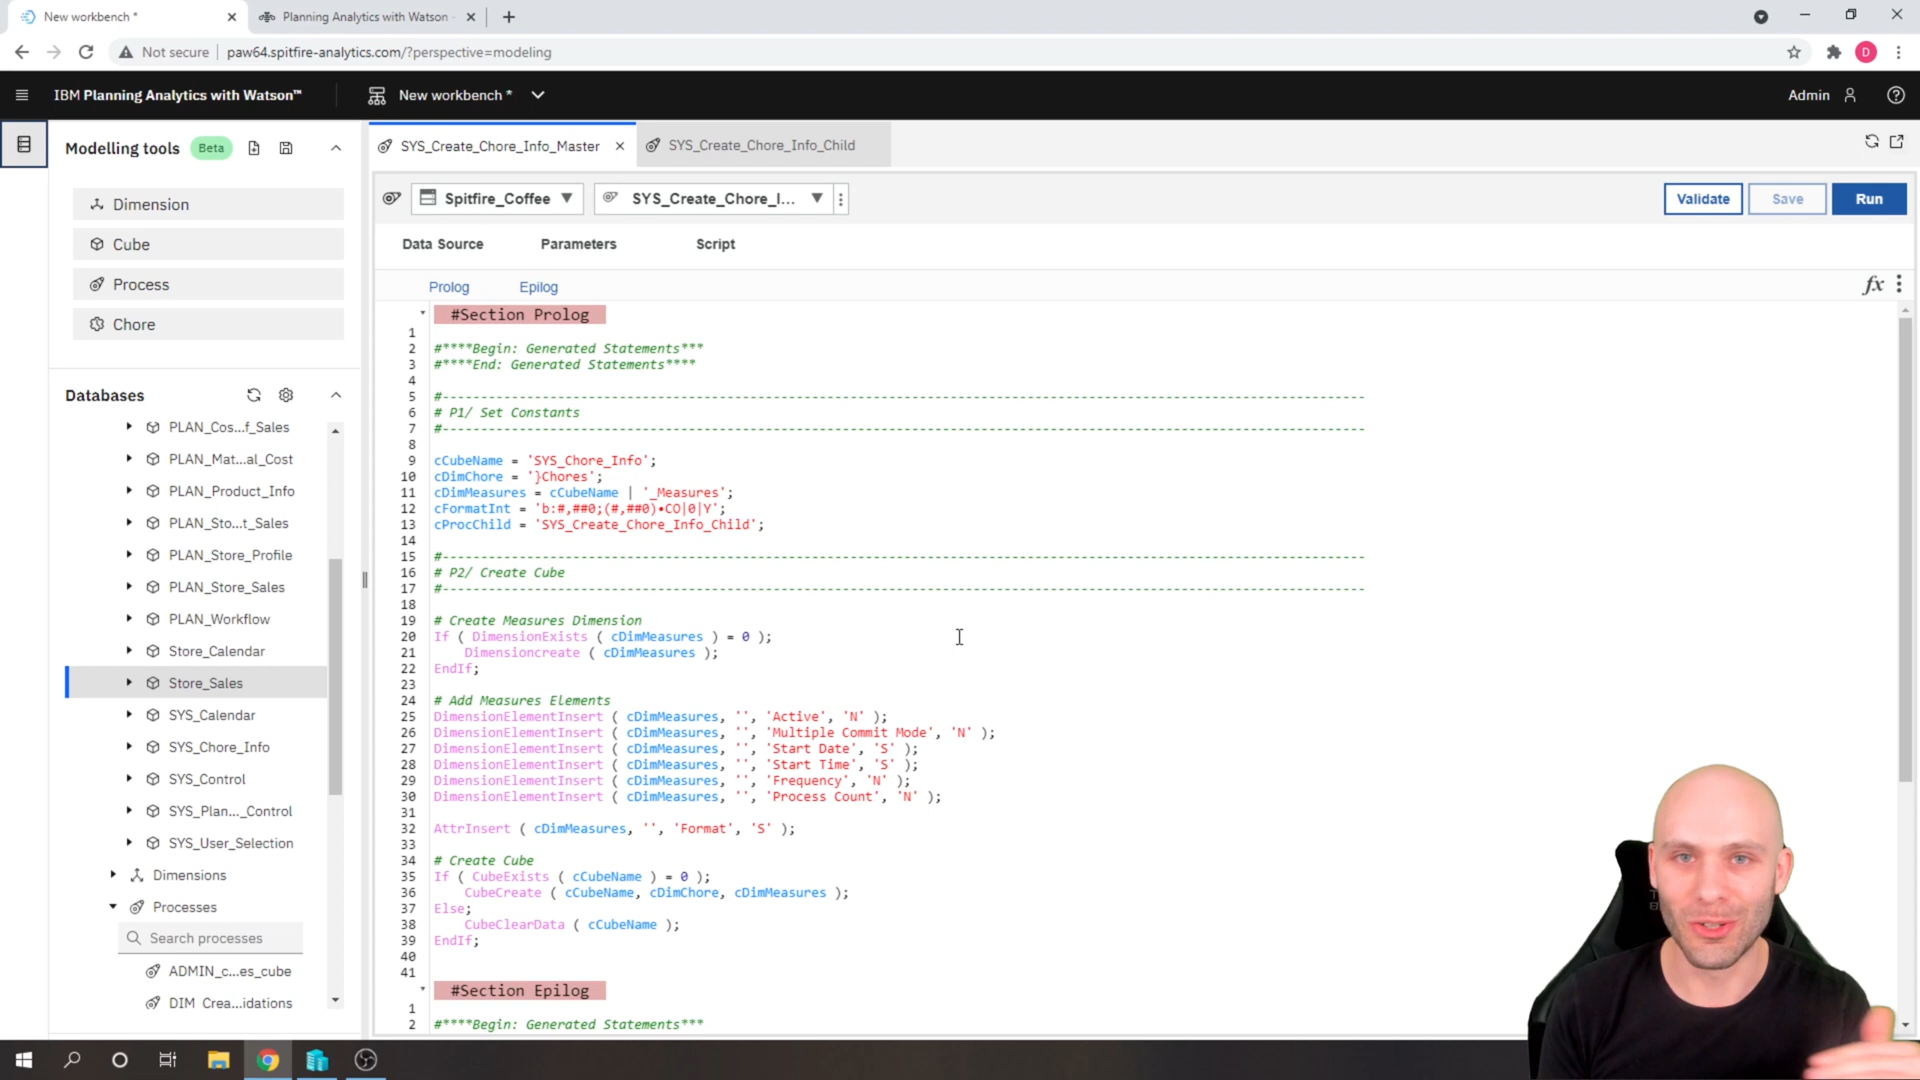 New workbench *
Planning Analytics with Watson
Not secure
paw64.spitfire-analytics.com/?perspective=modeling
D
IBM Planning Analytics with Watson™
New workbench *
Admin
Modelling tools
Beta
SYS_Create_Chore_Info_Master
SYS_Create_Chore_Info_Child
Dimension
Cube
Process
Chore
Spitfire_Coffee
SYS_Create_Chore_I...
Validate
Save
Run
Data Source
Parameters
Script
Prolog
Epilog
fx
Databases
PLAN_Cos...f_Sales
PLAN_Mat...al_Cost
PLAN_Product_Info
PLAN_Sto...t_Sales
PLAN_Store_Profile
PLAN_Store_Sales
PLAN_Workflow
Store_Calendar
Store_Sales
SYS_Calendar
SYS_Chore_Info
SYS_Control
SYS_Plan..._Control
SYS_User_Selection
Dimensions
Processes
Search processes
ADMIN_c...es_cube
DIM Crea...idations
#Section Prolog
1
2 #****Begin: Generated Statements***
3 #****End: Generated Statements****
4
5 #------------------------------------------------------------------------------------------------------------------------
6 # P1/ Set Constants
7 #------------------------------------------------------------------------------------------------------------------------
8
9 cCubeName = 'SYS_Chore_Info';
10 cDimChore = '}Chores';
11 cDimMeasures = cCubeName | '_Measures';
12 cFormatInt = 'b:#,##0;(#,##0)•CO|0|Y';
13 cProcChild = 'SYS_Create_Chore_Info_Child';
14
15 #------------------------------------------------------------------------------------------------------------------------
16 # P2/ Create Cube
17 #------------------------------------------------------------------------------------------------------------------------
18
19 # Create Measures Dimension
20 If ( DimensionExists ( cDimMeasures ) = 0 );
21 Dimensioncreate ( cDimMeasures );
22 EndIf;
23
24 # Add Measures Elements
25 DimensionElementInsert ( cDimMeasures, '', 'Active', 'N' );
26 DimensionElementInsert ( cDimMeasures, '', 'Multiple Commit Mode', 'N' );
27 DimensionElementInsert ( cDimMeasures, '', 'Start Date', 'S' );
28 DimensionElementInsert ( cDimMeasures, '', 'Start Time', 'S' );
29 DimensionElementInsert ( cDimMeasures, '', 'Frequency', 'N' );
30 DimensionElementInsert ( cDimMeasures, '', 'Process Count', 'N' );
31
32 AttrInsert ( cDimMeasures, '', 'Format', 'S' );
33
34 # Create Cube
35 If ( CubeExists ( cCubeName ) = 0 );
36 CubeCreate ( cCubeName, cDimChore, cDimMeasures );
37 Else;
38 CubeClearData ( cCubeName );
39 EndIf;
40
41
#Section Epilog
1
2 #****Begin: Generated Statements***